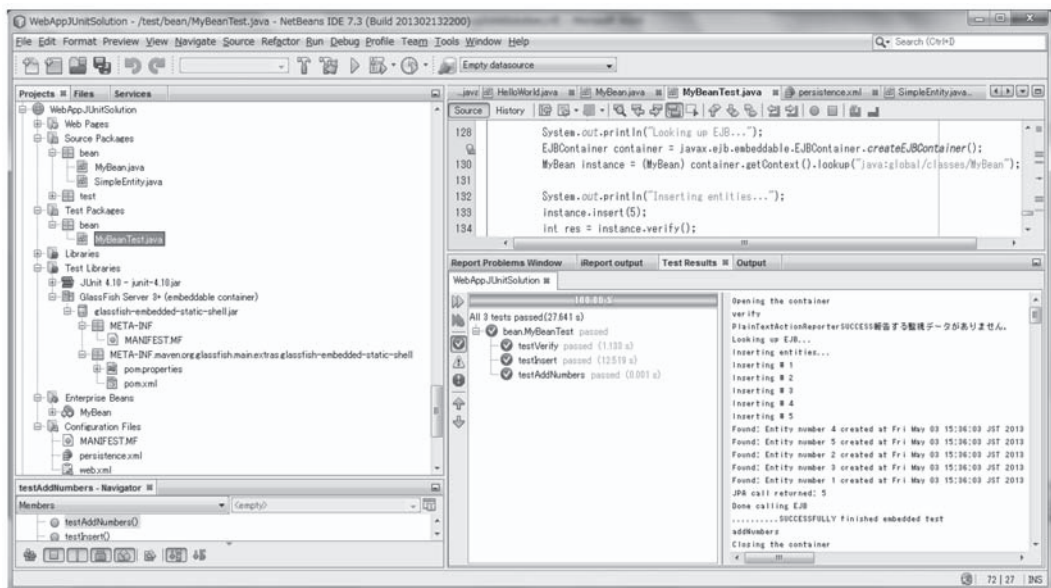 WebAppJUnitSolution - /test/bean/MyBeanTest.java - NetBeans IDE 7.3 (Build 201302132200)
File Edit Format Preview View Navigate Source Refactor Run Debug Profile Team Tools Window Help
Search (Ctrl+I)
Empty datasource
Projects Files Services
WebAppJUnitSolution
Web Pages
Source Packages
bean
MyBean.java
SimpleEntity.java
test
Test Packages
bean
MyBeanTest.java
Libraries
Test Libraries
JUnit 4.10 - junit-4.10.jar
GlassFish Server 3+ (embeddable container)
glassfish-embedded-static-shell.jar
META-INF
MANIFEST.MF
META-INF.maven.org.glassfish.main.extras.glassfish-embedded-static-shell
pom.properties
pom.xml
Enterprise Beans
MyBean
Configuration Files
MANIFEST.MF
persistence.xml
web.xml
testAddNumbers - Navigator
Members <empty>
testAddNumbers()
testInsert()
...java HelloWorld.java MyBean.java MyBeanTest.java persistence.xml SimpleEntity.java...
Source History
128 System.out.println("Looking up EJB...");
EJBContainer container = javax.ejb.embeddable.EJBContainer.createEJBContainer();
130 MyBean instance = (MyBean) container.getContext().lookup("java:global/classes/MyBean");
131
132 System.out.println("Inserting entities...");
133 instance.insert(5);
134 int res = instance.verify();
Report Problems Window iReport output Test Results Output
WebAppJUnitSolution
100.00 %
All 3 tests passed.(27.641 s)
bean.MyBeanTest passed
testVerify passed (1.133 s)
testInsert passed (12.519 s)
testAddNumbers passed (0.001 s)
Opening the container
verify
PlainTextActionReporterSUCCESS報告する監視データがありません。
Looking up EJB...
Inserting entities...
Inserting # 1
Inserting # 2
Inserting # 3
Inserting # 4
Inserting # 5
Found: Entity number 4 created at Fri May 03 15:36:03 JST 2013
Found: Entity number 5 created at Fri May 03 15:36:03 JST 2013
Found: Entity number 2 created at Fri May 03 15:36:03 JST 2013
Found: Entity number 3 created at Fri May 03 15:36:03 JST 2013
Found: Entity number 1 created at Fri May 03 15:36:03 JST 2013
JPA call returned: 5
Done calling EJB
..........SUCCESSFULLY finished embedded test
addNumbers
Closing the container
72 | 27 INS